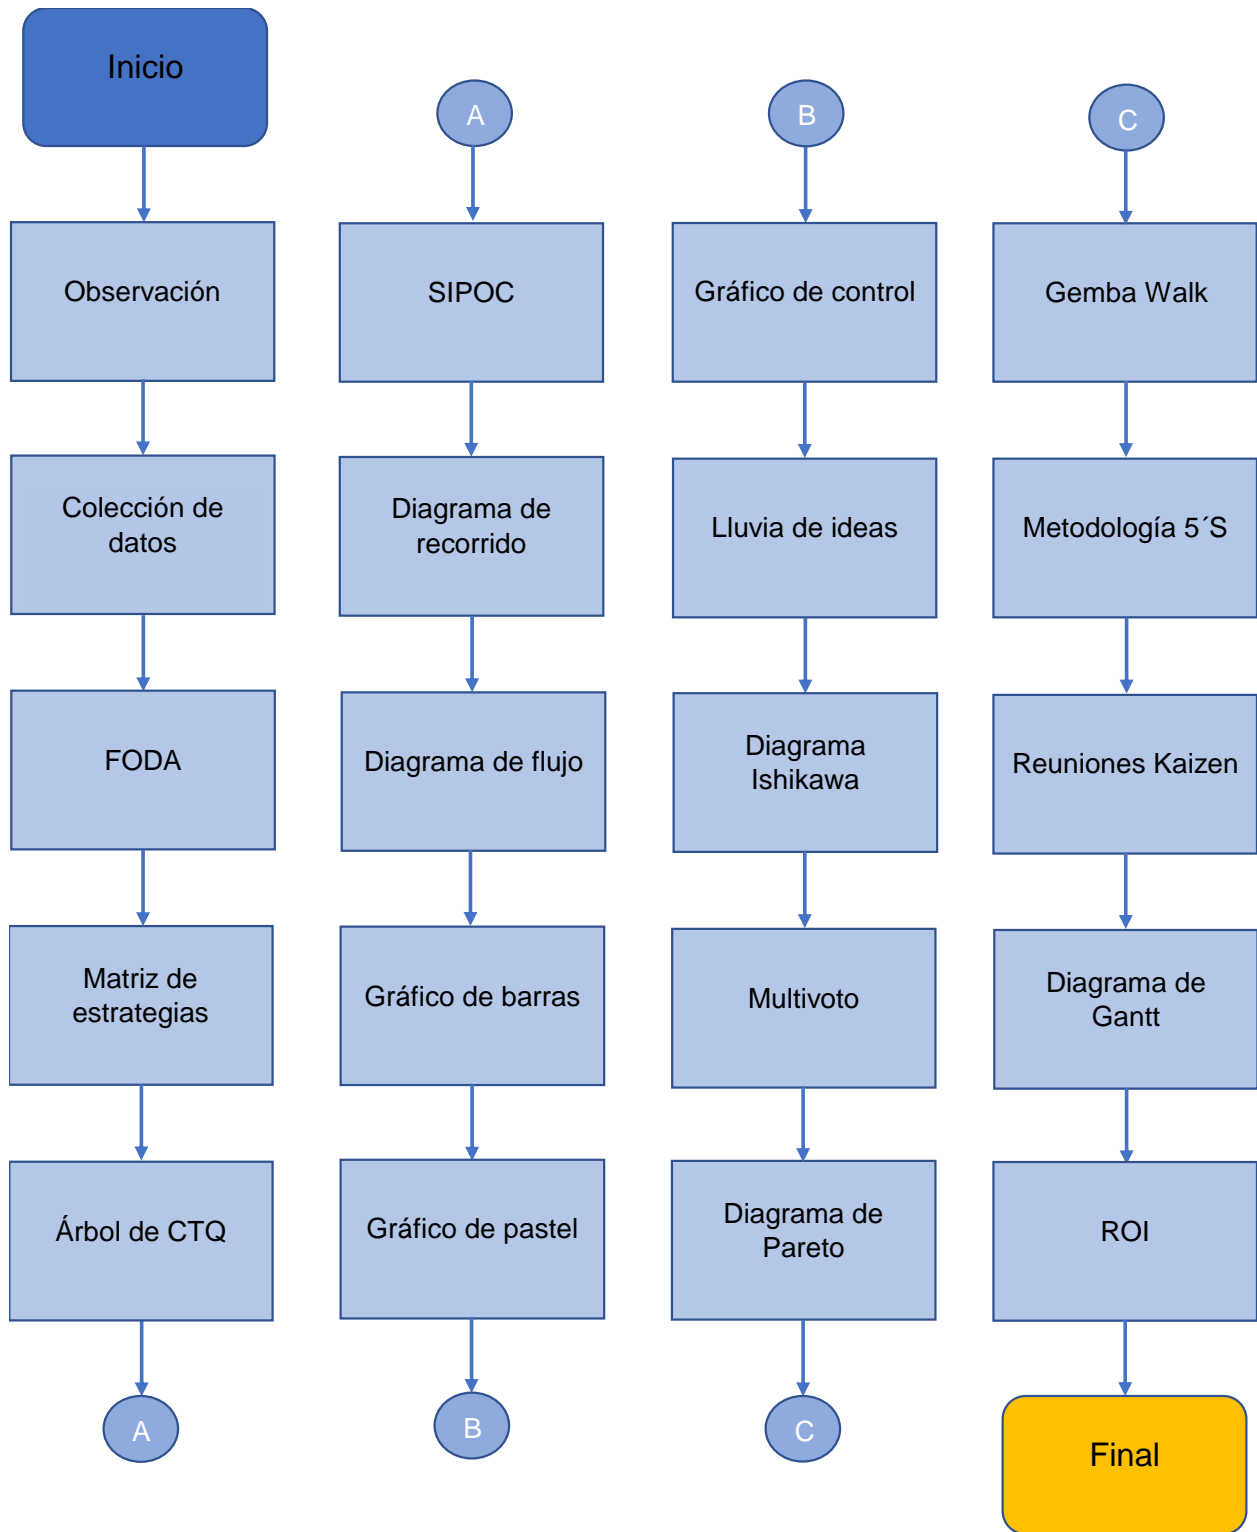 Inicio
Observación
Colección de
datos
FODA
Matriz de
estrategias
Árbol de CTQ
A
A
SIPOC
Diagrama de
recorrido
Diagrama de flujo
Gráfico de barras
Gráfico de pastel
B
B
Gráfico de control
Lluvia de ideas
Diagrama
Ishikawa
Multivoto
Diagrama de
Pareto
C
C
Gemba Walk
Metodología 5´S
Reuniones Kaizen
Diagrama de
Gantt
ROI
Final